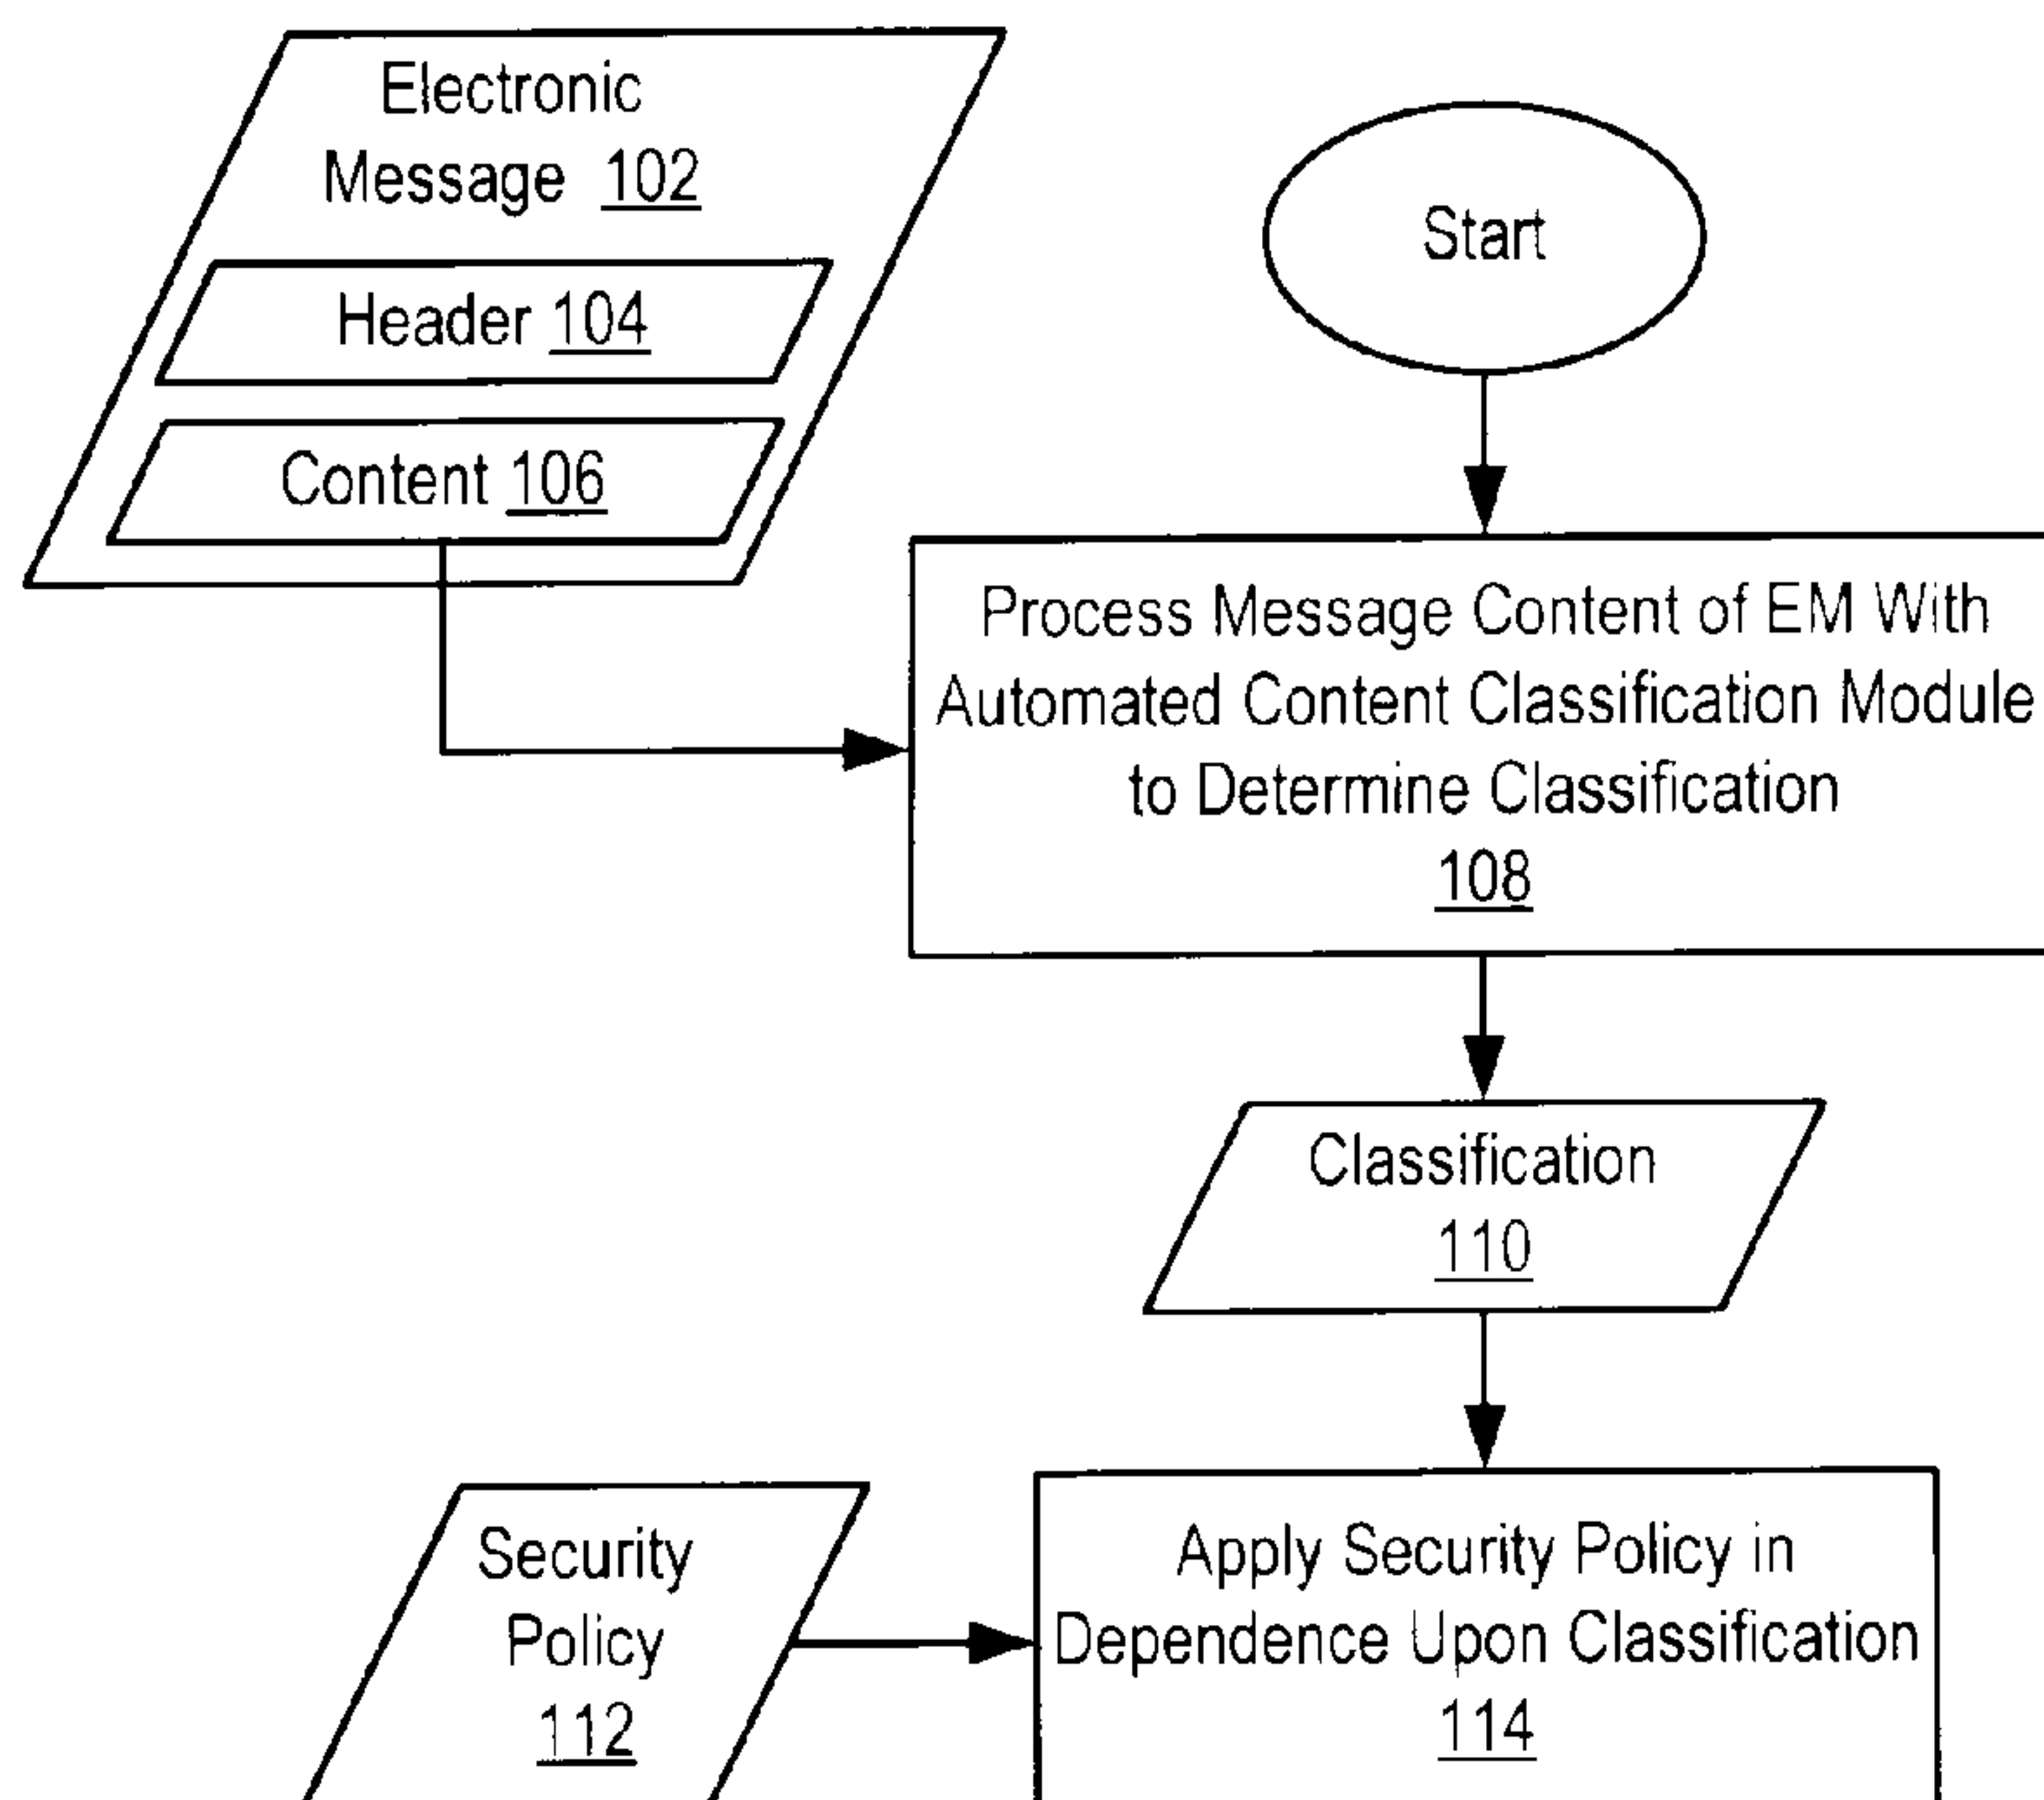 Electronic
Message 102
Header 104
Content 106
Start
Process Message Content of EM With
Automated Content Classification Module
to Determine Classification
108
Classification
110
Security
Policy
112
Apply Security Policy in
Dependence Upon Classification
114